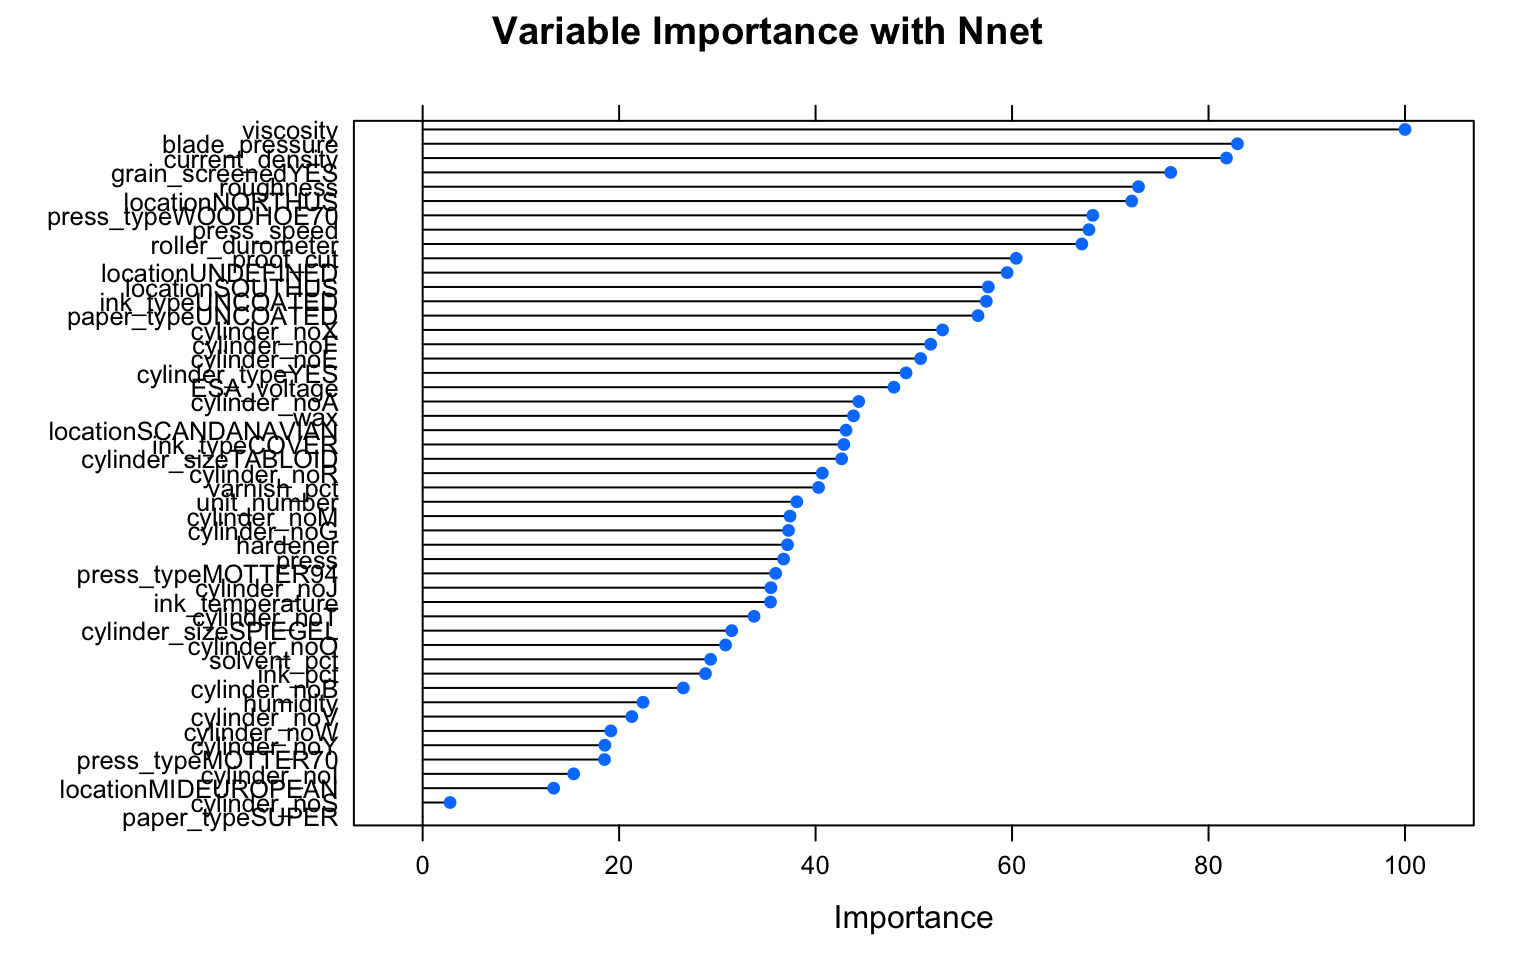 Variable Importance with Nnet
viscosity
blade_pressure
current_density
grain_screenedYES
roughness
locationNORTHUS
press_typeWOODHOE70
press_speed
roller_durometer
proof_cut
locationUNDEFINED
locationSOUTHUS
ink_typeUNCOATED
paper_typeUNCOATED
cylinder_noX
cylinder_noF
cylinder_noE
cylinder_typeYES
ESA_voltage
cylinder_noA
wax
locationSCANDANAVIAN
ink_typeCOVER
cylinder_sizeTABLOID
cylinder_noR
varnish_pct
unit_number
cylinder_noM
cylinder_noG
hardener
press
press_typeMOTTER94
cylinder_noJ
ink_temperature
cylinder_noT
cylinder_sizeSPIEGEL
cylinder_noO
solvent_pct
ink_pct
cylinder_noB
humidity
cylinder_noV
cylinder_noW
cylinder_noY
press_typeMOTTER70
cylinder_noI
locationMIDEUROPEAN
cylinder_noS
paper_typeSUPER
0 20 40 60 80 100
Importance